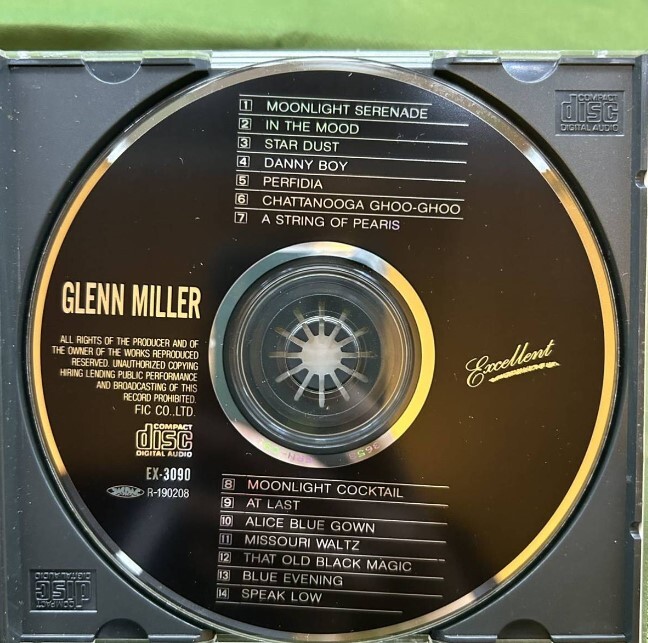 1 MOONLIGHT SERENADE
2 IN THE MOOD
3 STAR DUST
4 DANNY BOY
5 PERFIDIA
6 CHATTANOOGA GHOO-GHOO
7 A STRING OF PEARIS
COMPACT
disc
DIGITAL AUDIO
GLENN MILLER
ALL RIGHTS OF THE PRODUCER AND OF
THE OWNER OF THE WORKS REPRODUCED
RESERVED. UNAUTHORIZED COPYING
HIRING LENDING PUBLIC PERFORMANCE
AND BROADCASTING OF THIS
RECORD PROHIBITED.
FIC CO.,LTD.
Excellent
COMPACT
disc
DIGITAL AUDIO
EX-3090
R-190208
8 MOONLIGHT COCKTAIL
9 AT LAST
10 ALICE BLUE GOWN
11 MISSOURI WALTZ
12 THAT OLD BLACK MAGIC
13 BLUE EVENING
14 SPEAK LOW
COMPACT
disc
DIGITAL AUDIO